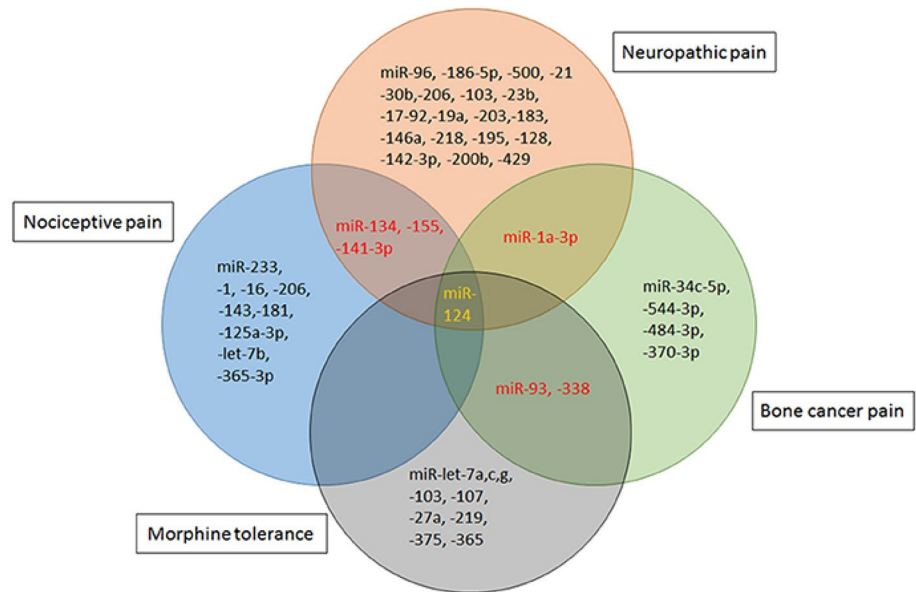 Neuropathic pain
miR-96, -186-5p, -500, -21
-30b,-206, -103, -23b,
-17-92,-19a, -203,-183,
-146a, -218, -195, -128,
-142-3p, -200b, -429
Nociceptive pain
miR-134, -155,
-141-3p
miR-1a-3p
miR-233,
-1, -16, -206,
-143,-181,
-125a-3p,
-let-7b,
-365-3p
miR-
124
miR-34c-5p,
-544-3p,
-484-3p,
-370-3p
miR-93, -338
Bone cancer pain
miR-let-7a,c,g,
-103, -107,
-27a, -219,
-375, -365
Morphine tolerance